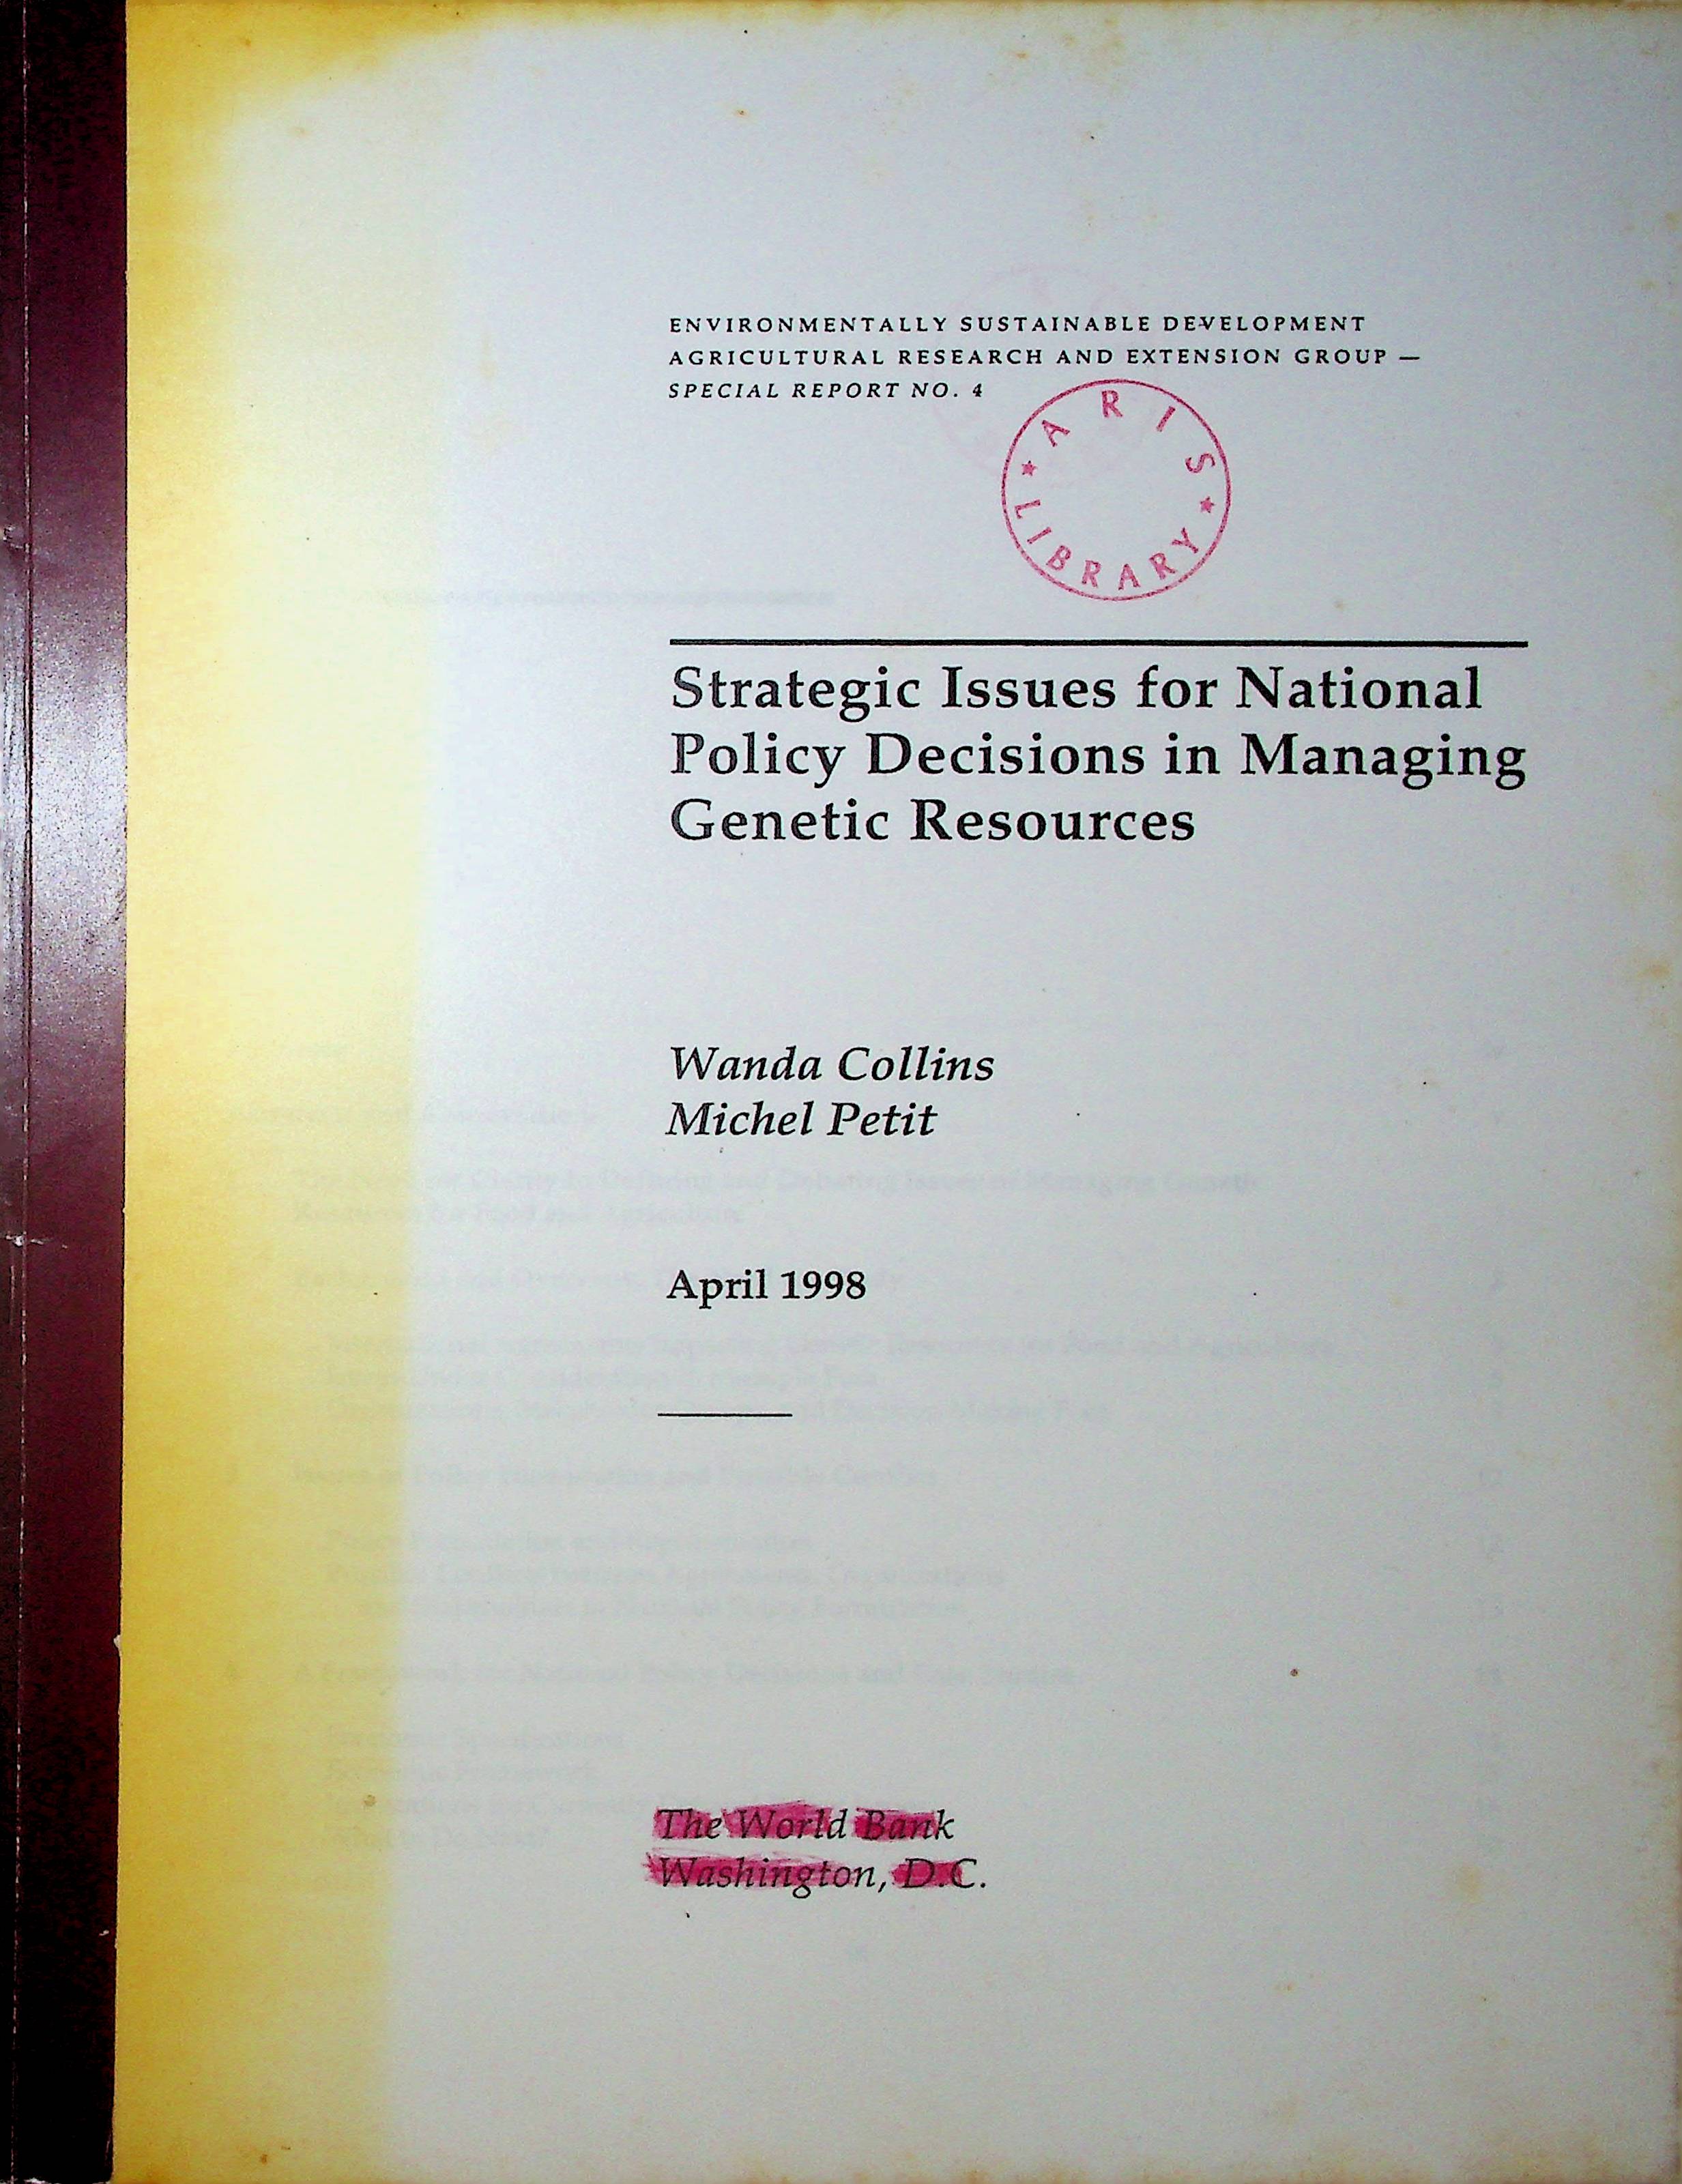 ENVIRONMENTALLY SUSTAINABLE DEVELOPMENT
AGRICULTURAL RESEARCH AND EXTENSION GROUP —
SPECIAL REPORT NO. 4
ARIS
LIBRARY
Strategic Issues for National
Policy Decisions in Managing
Genetic Resources
Wanda Collins
Michel Petit
April 1998
The World Bank
Washington, D.C.